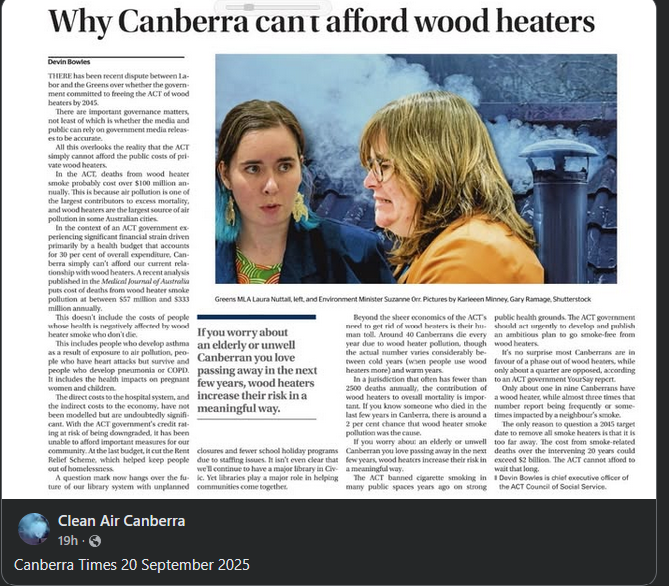 Why Canberra can't afford wood heaters
Devin Bowles
THERE has been recent dispute between La-
bor and the Greens over whether the govern-
ment committed to freeing the ACT of wood
heaters by 2045.
There are important governance matters,
not least of which is whether the media and
public can rely on government media releas-
es to be accurate.
All this overlooks the reality that the ACT
simply cannot afford the public costs of pri-
vate wood heaters.
In the ACT, deaths from wood heater
smoke probably cost over $100 million an-
nually. This is because air pollution is one of
the largest contributors to excess mortality,
and wood heaters are the largest source of air
pollution in some Australian cities.
In the context of an ACT government ex-
periencing significant financial strain driven
primarily by a health budget that accounts
for 30 per cent of overall expenditure, Can-
berra simply can't afford our current rela-
tionship with wood heaters. A recent analysis
published in the Medical Journal of Australia
puts cost of deaths from wood heater smoke
pollution at between $57 million and $333
million annually.
This doesn't include the costs of people
whose health is negatively affected by wood
heater smoke who don't die.
This includes people who develop asthma
as a result of exposure to air pollution, peo-
ple who have heart attacks but survive and
people who develop pneumonia or COPD.
It includes the health impacts on pregnant
women and children.
The direct costs to the hospital system, and
the indirect costs to the economy, have not
been modelled but are undoubtedly signifi-
cant. With the ACT government's credit rat-
ing at risk of being downgraded, it has been
unable to afford important measures for our
community. At the last budget, it cut the Rent
Relief Scheme, which helped keep people
out of homelessness.
A question mark now hangs over the fu-
ture of our library system with unplanned
Greens MLA Laura Nuttall, left, and Environment Minister Suzanne Orr. Pictures by Karleeen Minney, Gary Ramage, Shutterstock
If you worry about
an elderly or unwell
Canberran you love
passing away in the next
few years, wood heaters
increase their risk in a
meaningful way.
closures and fewer school holiday programs
due to staffing issues. It isn't even clear that
we'll continue to have a major library in Civ-
ic. Yet libraries play a major role in helping
communities come together.
Beyond the sheer economics of the ACT's
need to get rid of wood heaters is their hu-
man toll. Around 40 Canberrans die every
year due to wood heater pollution, though
the actual number varies considerably be-
tween cold years (when people use wood
heaters more) and warm years.
In a jurisdiction that often has fewer than
2500 deaths annually, the contribution of
wood heaters to overall mortality is impor-
tant. If you know someone who died in the
last few years in Canberra, there is around a
2 per cent chance that wood heater smoke
pollution was the cause.
If you worry about: an elderly or unwell
Canberran you love passing away in the next
few years, wood heaters increase their risk in
a meaningful way.
The ACT banned cigarette smoking in
many public spaces years ago on strong
public health grounds. The ACT government
should act urgently to develop and publish
an ambitious plan to go smoke-free from
wood heaters.
It's no surprise most Canberrans are in
favour of a phase out of wood heaters, while
only about a quarter are opposed, according
to an ACT government YourSay report.
Only about one in nine Canberrans have
a wood heater, while almost three times that
number report being frequently or some-
times impacted by a neighbour's smoke.
The only reason to question a 2045 target
date to remove all smoke heaters is that it is
too far away. The cost from smoke-related
deaths over the intervening 20 years could
exceed $2 billion. The ACT cannot afford to
wait that long.
Devin Bowles is chief executive officer of
the ACT Council of Social Service.
Clean Air Canberra
19h ·
Canberra Times 20 September 2025